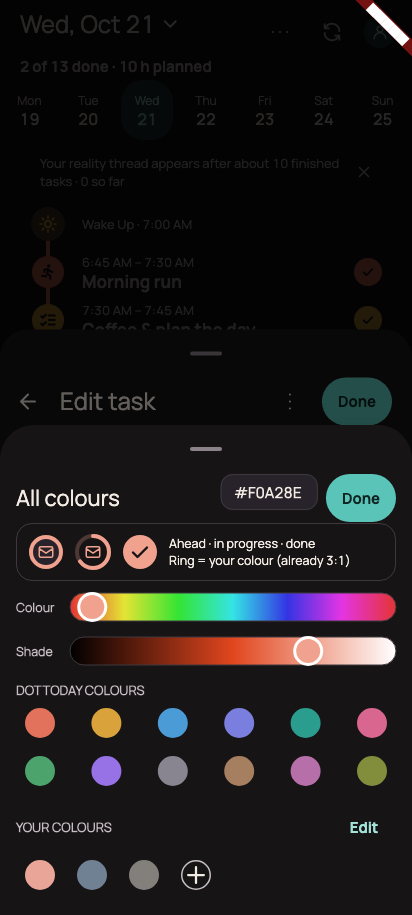 Wed, Oct 21
2 of 13 done · 10 h planned
Mon Tue Wed Thu Fri Sat Sun
19 20 21 22 23 24 25
Your reality thread appears after about 10 finished
tasks · 0 so far
Wake Up · 7:00 AM
6:45 AM – 7:30 AM
Morning run
7:30 AM – 7:45 AM
Coffee & plan the day
Edit task
Done
All colours
#F0A28E
Done
Ahead · in progress · done
Ring = your colour (already 3:1)
Colour
Shade
DOTTODAY COLOURS
YOUR COLOURS
Edit